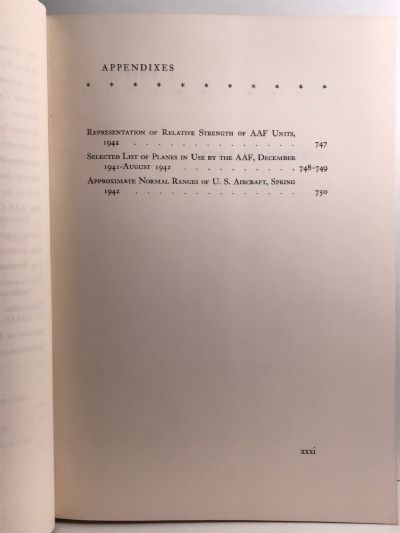 APPENDIXES
* * * * * * * * * * *
Representation of Relative Strength of AAF Units,
1942 . . . . . . . . . . . . . 747
Selected List of Planes in Use by the AAF, December
1941-August 1942 . . . . . . . . . 748-749
Approximate Normal Ranges of U. S. Aircraft, Spring
1942 . . . . . . . . . . . . . 750
xxxi